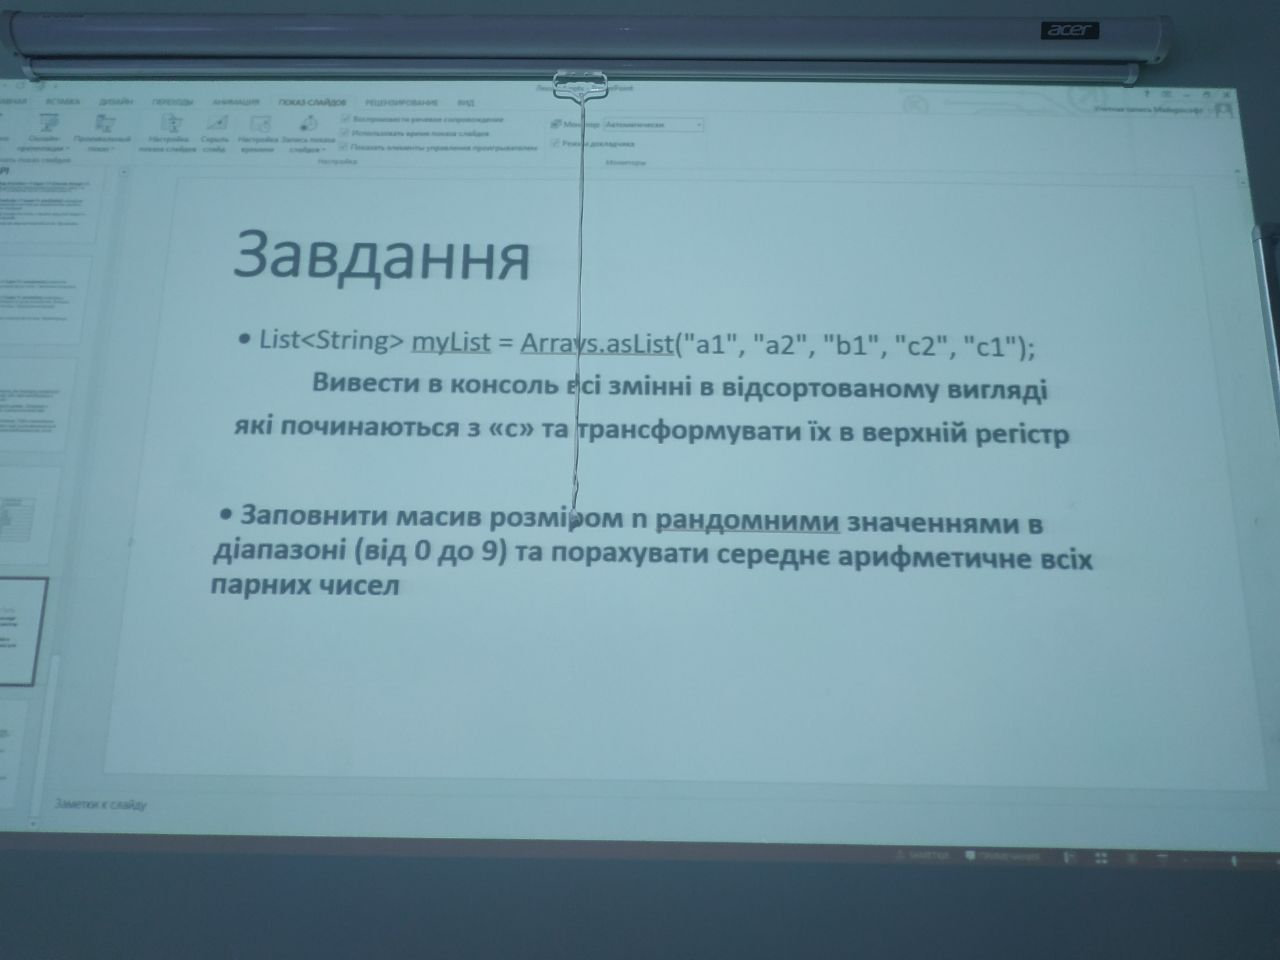 acer
ВСТАВКА ДИЗАЙН ПЕРЕХОДЫ АНИМАЦИЯ ПОКАЗ СЛАЙДОВ РЕЦЕНЗИРОВАНИЕ ВИД
Учетная запись Майкрософт
Воспроизвести речевое сопровождение
Использовать время показа слайдов
Показать элементы управления проигрывателем
Автоматически
Режим докладчика
Онлайн-презентация
Произвольный показ
Настройка показа слайдов
Скрыть слайд
Настройка времени
Запись показа слайдов
Настройка
Мониторы
Завдання
• List<String> myList = Arrays.asList("a1", "a2", "b1", "c2", "c1");
Вивести в консоль всі змінні в відсортованому вигляді
які починаються з «с» та трансформувати їх в верхній регістр
• Заповнити масив розміром n рандомними значеннями в
діапазоні (від 0 до 9) та порахувати середнє арифметичне всіх
парних чисел
Заметки к слайду
ЗАМЕТКИ ПРИМЕЧАНИЯ